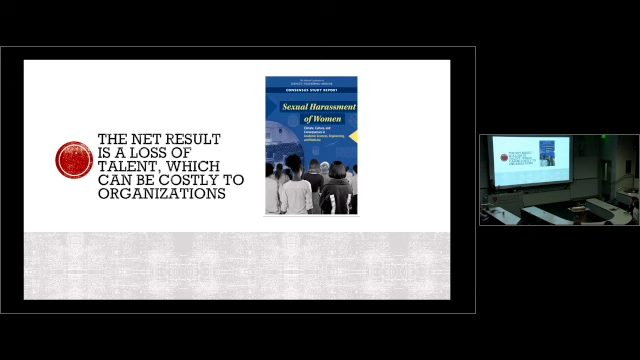 THE NET RESULT
IS A LOSS OF
TALENT, WHICH
CAN BE COSTLY TO
ORGANIZATIONS
CONSENSUS STUDY REPORT
Sexual Harassment
of Women
Climate, Culture, and
Consequences in
Academic Sciences, Engineering,
and Medicine